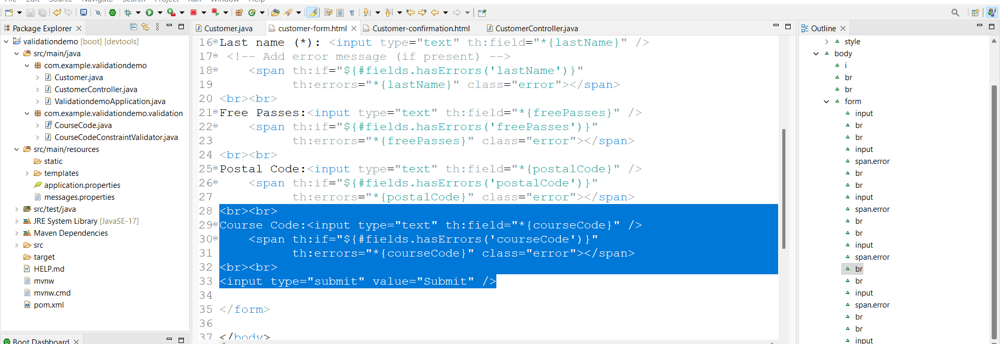 File Edit Source Navigate Search Project Run Window Help
Package Explorer
validationdemo [boot] [devtools]
src/main/java
com.example.validationdemo
Customer.java
CustomerController.java
ValidationdemoApplication.java
com.example.validationdemo.validation
CourseCode.java
CourseCodeConstraintValidator.java
src/main/resources
static
templates
application.properties
messages.properties
src/test/java
JRE System Library [JavaSE-17]
Maven Dependencies
src
target
HELP.md
mvnw
mvnw.cmd
pom.xml
Boot Dashboard
Customer.java customer-form.html Customer-confirmation.html CustomerController.java
16 Last name (*): <input type="text" th:field="*{lastName}" />
17 <!-- Add error message (if present) -->
18 <span th:if="${#fields.hasErrors('lastName')}"
19 th:errors="*{lastName}" class="error"></span>
20 <br><br>
21 Free Passes:<input type="text" th:field="*{freePasses}" />
22 <span th:if="${#fields.hasErrors('freePasses')}"
23 th:errors="*{freePasses}" class="error"></span>
24 <br><br>
25 Postal Code:<input type="text" th:field="*{postalCode}" />
26 <span th:if="${#fields.hasErrors('postalCode')}"
27 th:errors="*{postalCode}" class="error"></span>
28 <br><br>
29 Course Code:<input type="text" th:field="*{courseCode}" />
30 <span th:if="${#fields.hasErrors('courseCode')}"
31 th:errors="*{courseCode}" class="error"></span>
32 <br><br>
33 <input type="submit" value="Submit" />
34
35 </form>
36
37 </body>
Outline
style
body
i
br
br
form
input
br
br
input
span.error
br
br
input
span.error
br
br
input
span.error
br
br
input
span.error
br
br
input